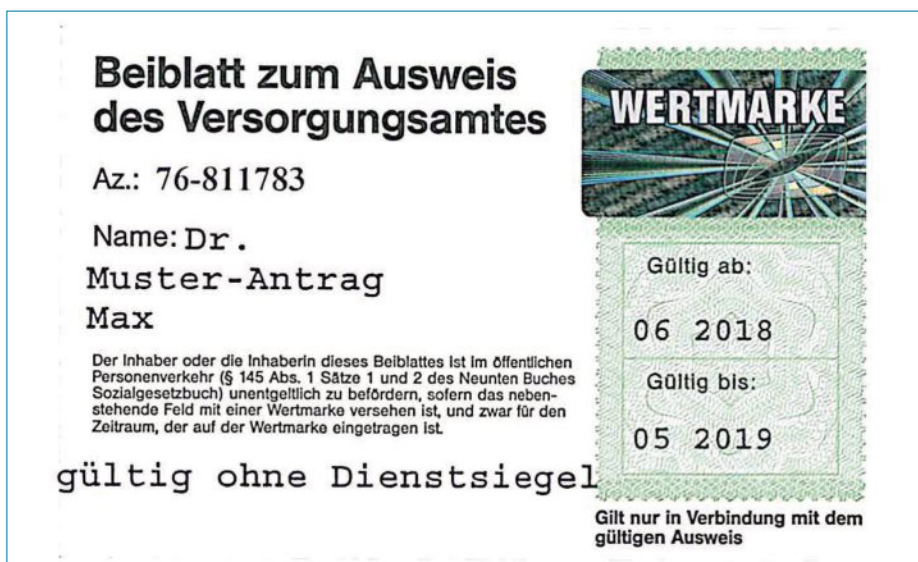 Beiblatt zum Ausweis
des Versorgungsamtes
Az.: 76-811783
Name: Dr.
Muster-Antrag
Max
Der Inhaber oder die Inhaberin dieses Beiblattes ist im öffentlichen
Personenverkehr (§ 145 Abs. 1 Sätze 1 und 2 des Neunten Buches
Sozialgesetzbuch) unentgeltlich zu befördern, sofern das neben-
stehende Feld mit einer Wertmarke versehen ist, und zwar für den
Zeitraum, der auf der Wertmarke eingetragen ist.
gültig ohne Dienstsiegel
WERTMARKE
Gültig ab:
06 2018
Gültig bis:
05 2019
Gilt nur in Verbindung mit dem
gültigen Ausweis